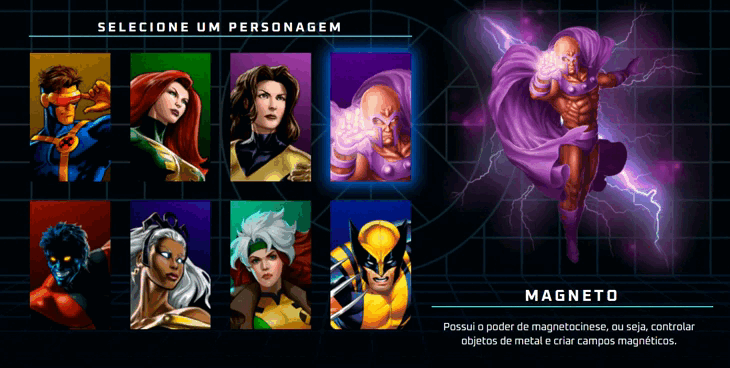 SELECIONE UM PERSONAGEM
MAGNETO
Possui o poder de magnetocinese, ou seja, controlar
objetos de metal e criar campos magnéticos.